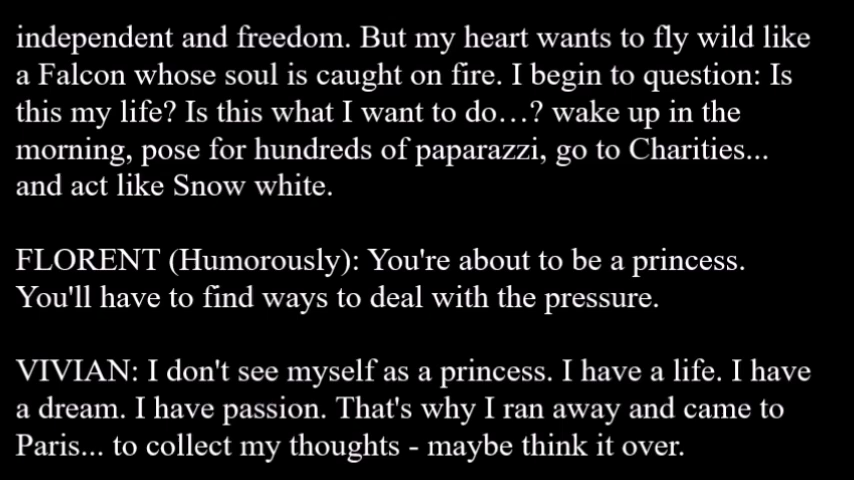 independent and freedom. But my heart wants to fly wild like
a Falcon whose soul is caught on fire. I begin to question: Is
this my life? Is this what I want to do…? wake up in the
morning, pose for hundreds of paparazzi, go to Charities...
and act like Snow white.
FLORENT (Humorously): You're about to be a princess.
You'll have to find ways to deal with the pressure.
VIVIAN: I don't see myself as a princess. I have a life. I have
a dream. I have passion. That's why I ran away and came to
Paris... to collect my thoughts - maybe think it over.